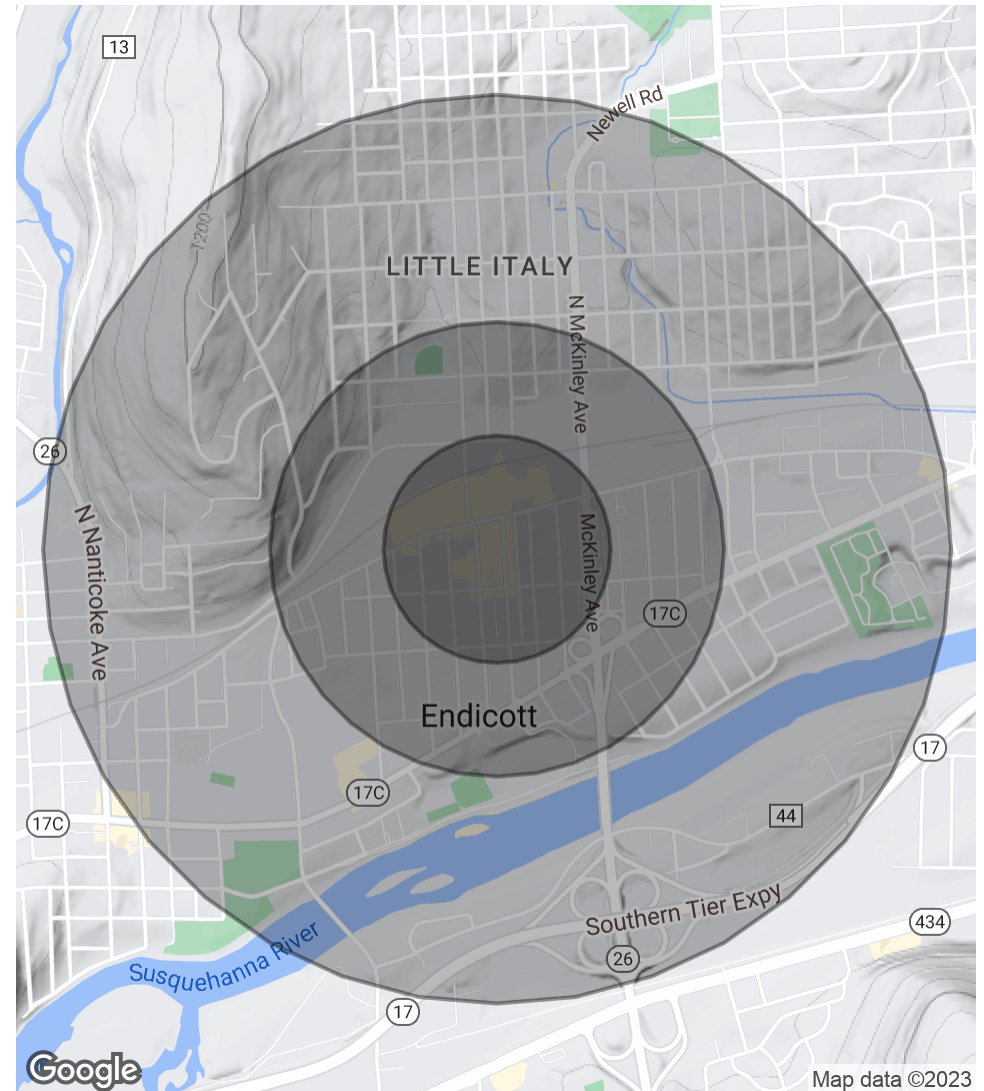 13
Newell Rd
1200
LITTLE ITALY
N McKinley Ave
26
N Nanticoke Ave
McKinley Ave
17C
Endicott
17
17C
17C
44
Southern Tier Expy
434
Susquehanna River
26
17
Google
Map data ©2023